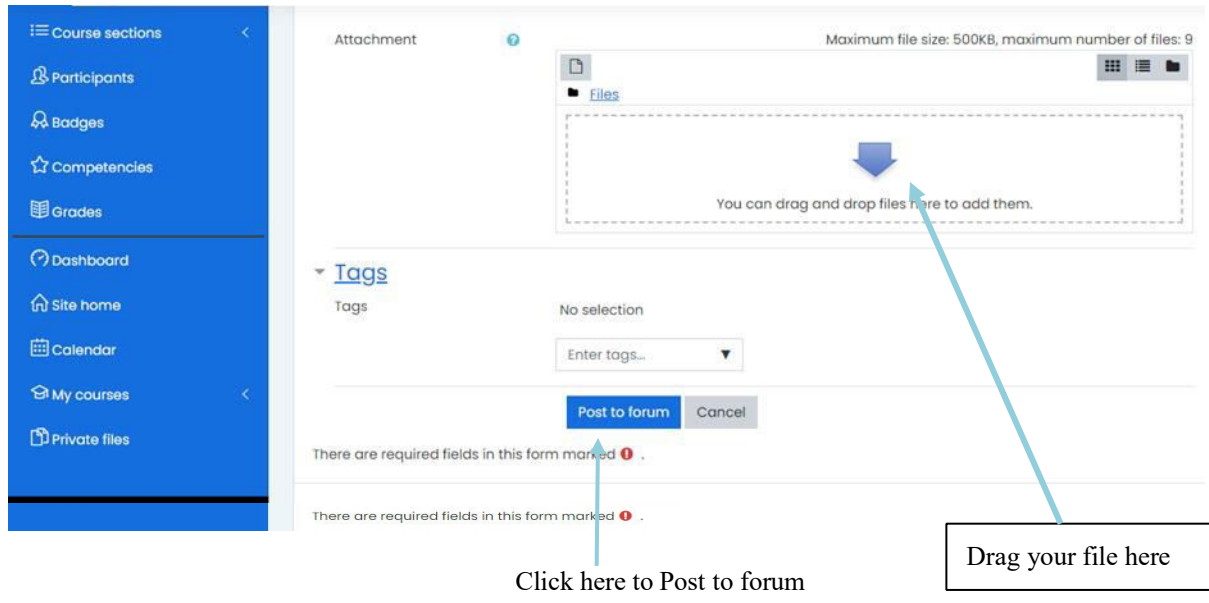 Course sections
Participants
Badges
Competencies
Grades
Dashboard
Site home
Calendar
My courses
Private files
Attachment
Maximum file size: 500KB, maximum number of files: 9
Files
You can drag and drop files here to add them.
Tags
Tags
No selection
Enter tags...
Post to forum Cancel
There are required fields in this form marked .
There are required fields in this form marked .
Drag your file here
Click here to Post to forum